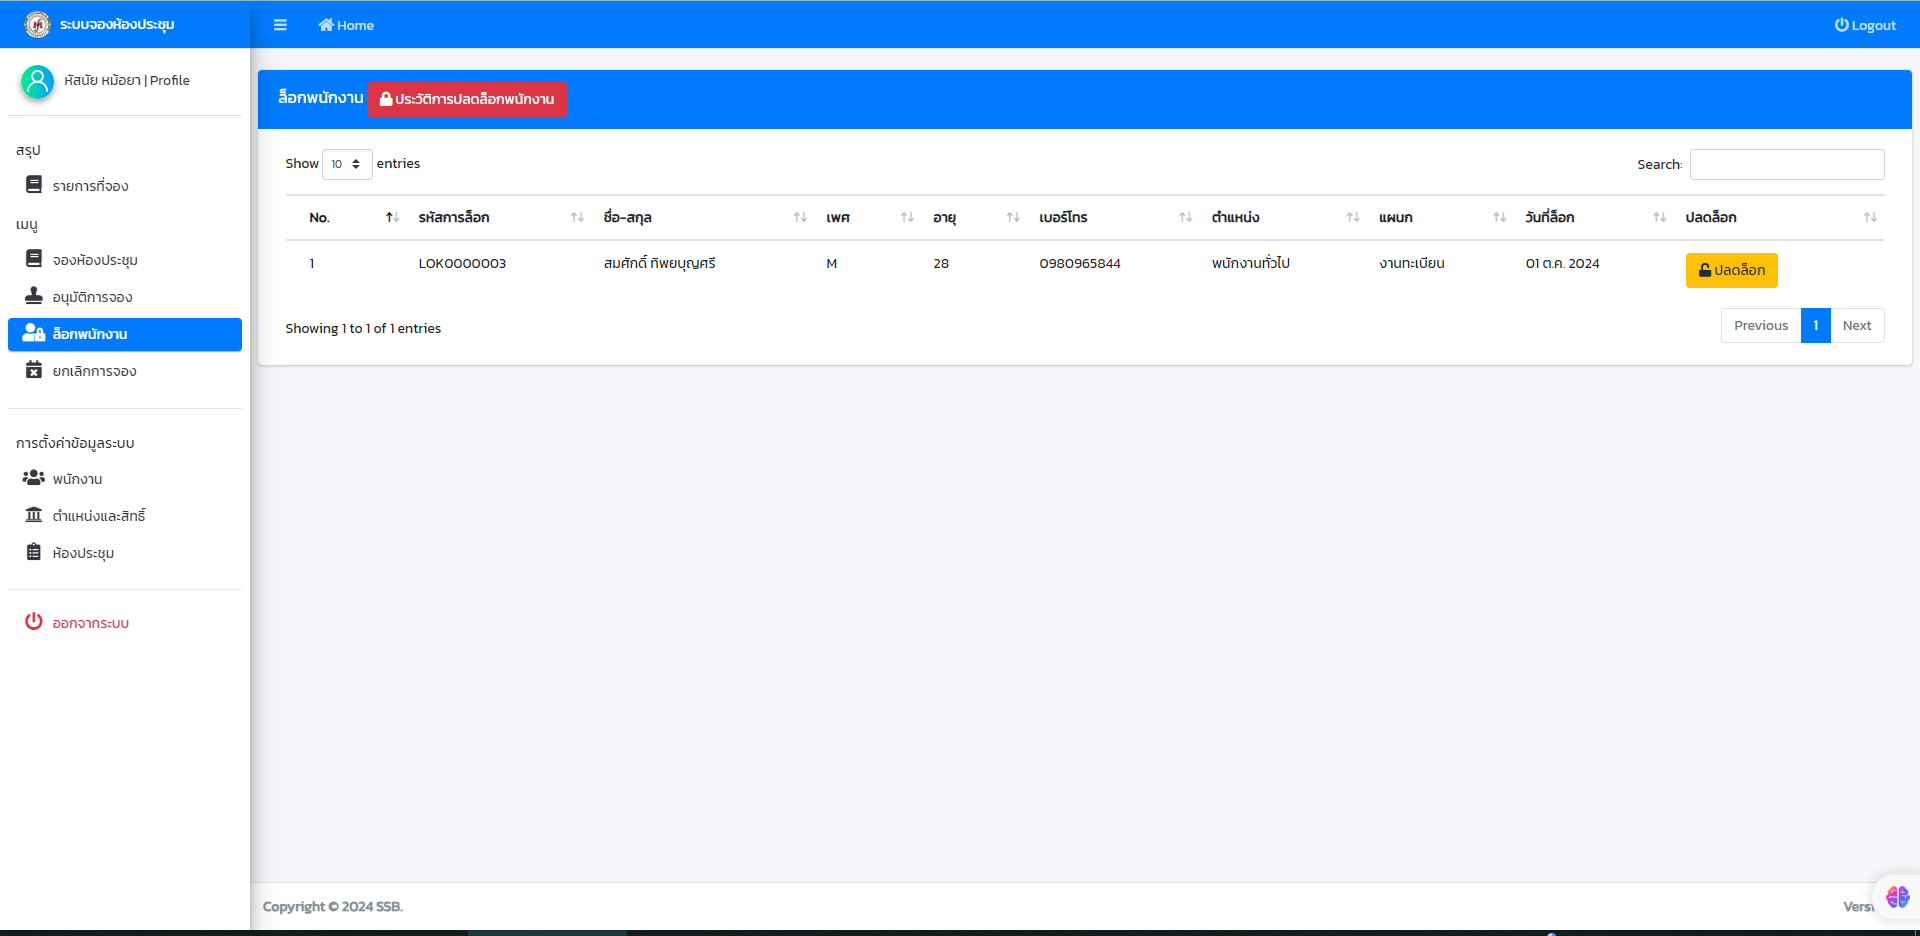 ระบบจองห้องประชุม
Home
Logout
หัสนัย หม้อยา | Profile
สรุป
รายการที่จอง
เมนู
จองห้องประชุม
อนุมัติการจอง
ล็อกพนักงาน
ยกเลิกการจอง
การตั้งค่าข้อมูลระบบ
พนักงาน
ตำแหน่งและสิทธิ์
ห้องประชุม
ออกจากระบบ
ล็อกพนักงาน ประวัติการปลดล็อกพนักงาน
Show 10 entries
Search:
No. รหัสการล็อก ชื่อ-สกุล เพศ อายุ เบอร์โทร ตำแหน่ง แผนก วันที่ล็อก ปลดล็อก
1 LOK0000003 สมศักดิ์ ทิพยบุญศรี M 28 0980965844 พนักงานทั่วไป งานทะเบียน 01 ต.ค. 2024 ปลดล็อก
Showing 1 to 1 of 1 entries
Previous 1 Next
Copyright © 2024 SSB.